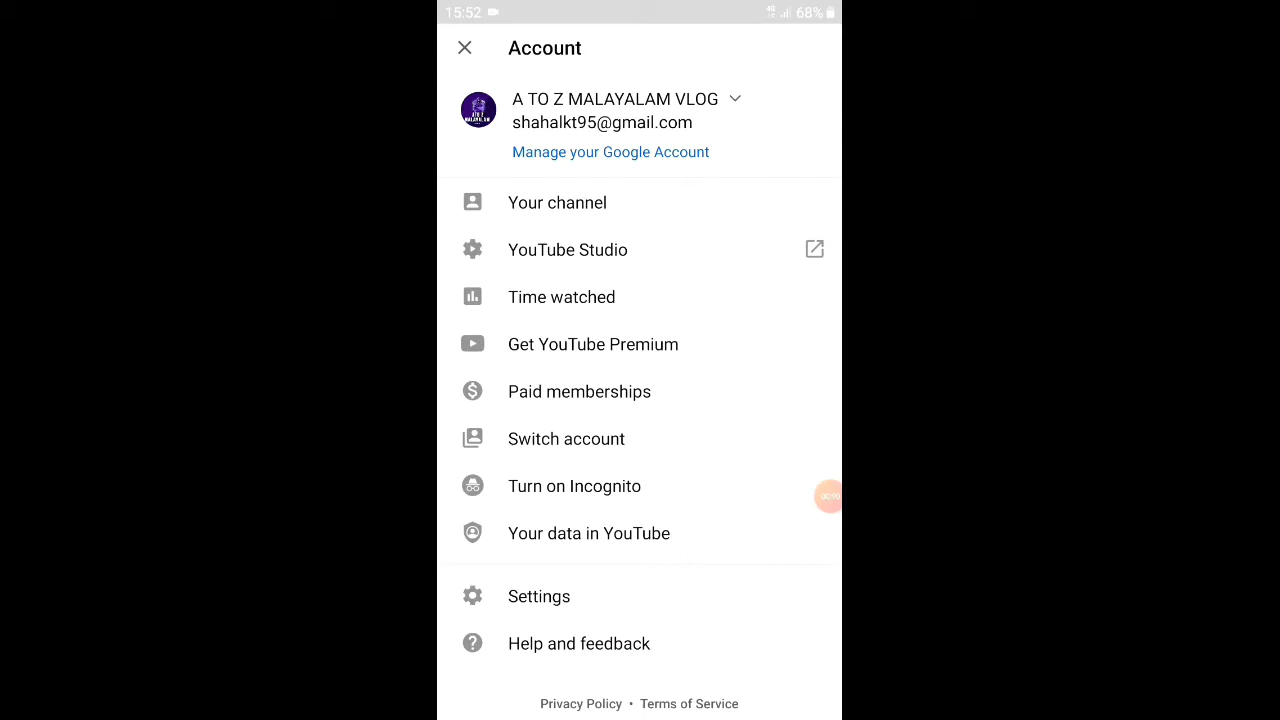 15:52 4G 68%
Account
A TO Z MALAYALAM VLOG
shahalkt95@gmail.com
Manage your Google Account
Your channel
YouTube Studio
Time watched
Get YouTube Premium
Paid memberships
Switch account
Turn on Incognito
Your data in YouTube
Settings
Help and feedback
Privacy Policy • Terms of Service